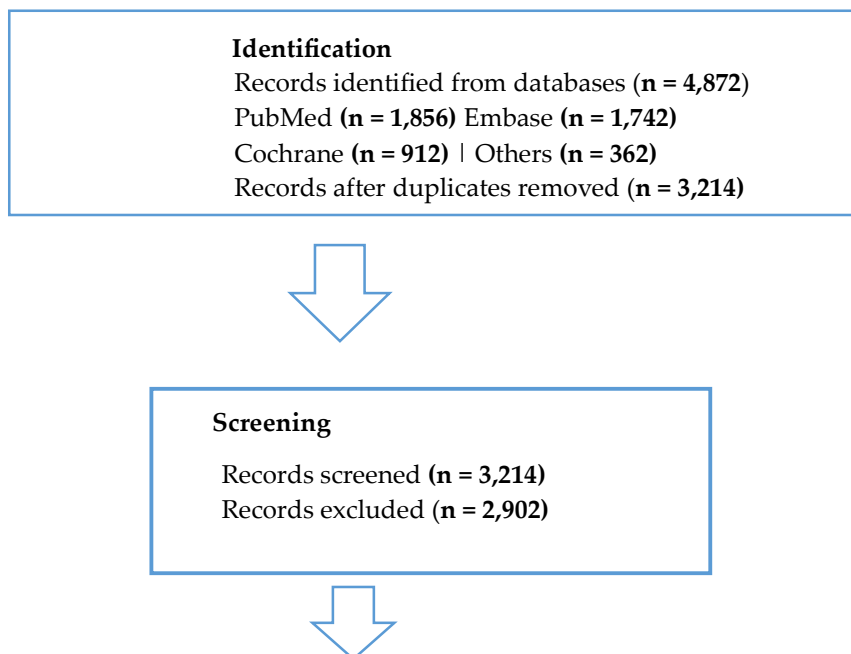 Identification
Records identified from databases (n = 4,872)
PubMed (n = 1,856) Embase (n = 1,742)
Cochrane (n = 912) | Others (n = 362)
Records after duplicates removed (n = 3,214)
Screening
Records screened (n = 3,214)
Records excluded (n = 2,902)